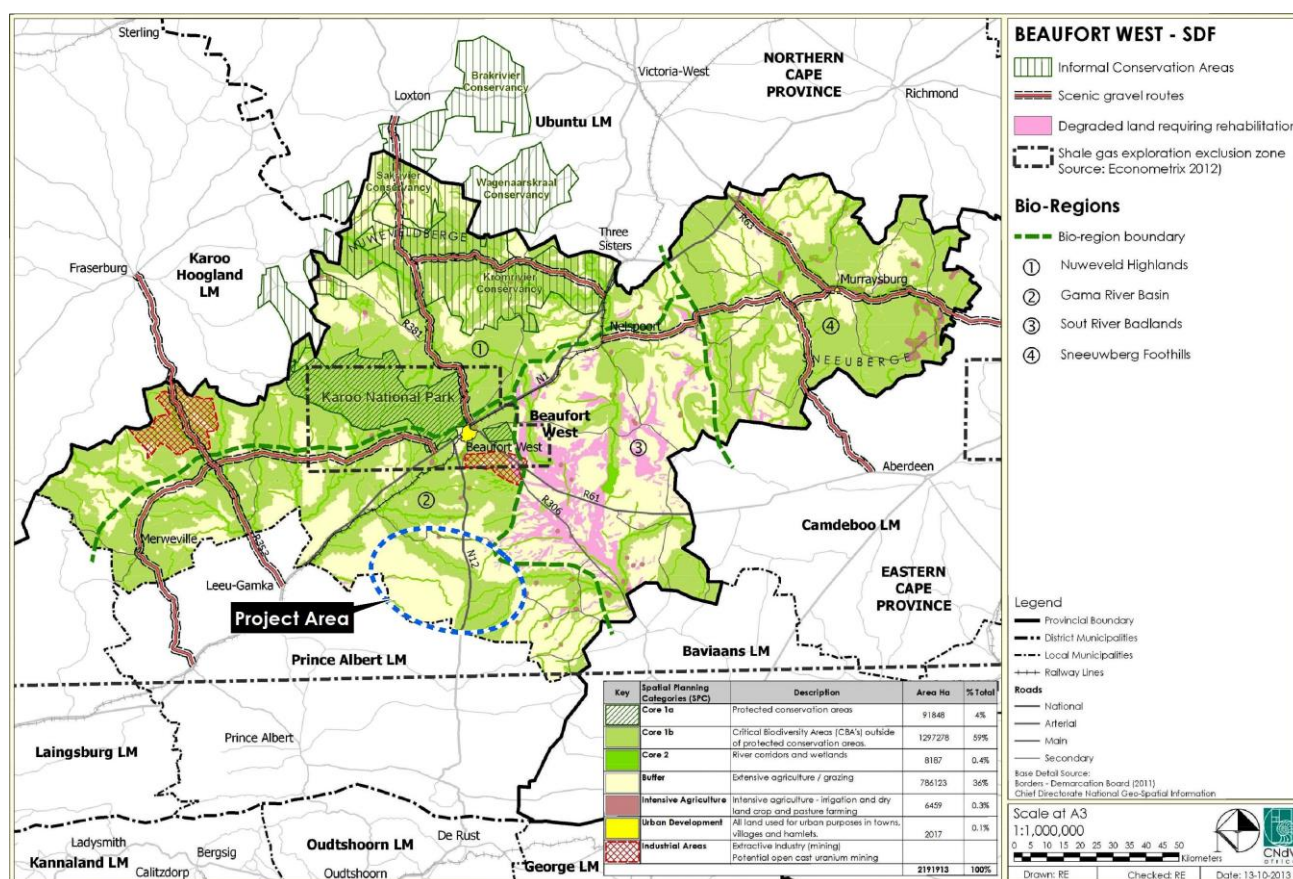 Sterling
Loxton
Brakrivier
Conservancy
Victoria-West
NORTHERN
CAPE
PROVINCE
Richmond
Ubuntu LM
Sakrivier
Conservancy
Wagenaarskraal
Conservancy
NUWEVELDBERGE
Three
Sisters
R63
Karoo
Hoogland
LM
Fraserburg
Kromrivier
Conservancy
Murraysburg
R381
Nelspoort
①
④
SNEEUBERGE
Karoo National Park
N1
Beaufort
West
③
Beaufort West
Aberdeen
②
R61
R306
Camdeboo LM
Merweville
R353
N12
Leeu-Gamka
EASTERN
CAPE
PROVINCE
Project Area
Prince Albert LM
Baviaans LM
Laingsburg LM
Prince Albert
Ladysmith
Bergsig
Oudtshoorn LM
De Rust
Kannaland LM
Calitzdorp
Oudtshoorn
George LM
Key Spatial Planning Categories (SPC) Description Area Ha % Total
Core 1a Protected conservation areas 91848 4%
Core 1b Critical Biodiversity Areas (CBA's) outside of protected conservation areas. 1297278 59%
Core 2 River corridors and wetlands 8187 0.4%
Buffer Extensive agriculture / grazing 786123 36%
Intensive Agriculture Intensive agriculture - irrigation and dry land crop and pasture farming 6459 0.3%
Urban Development All land used for urban purposes in towns, villages and hamlets. 2017 0.1%
Industrial Areas Extractive Industry (mining)
Potential open cast uranium mining
2191913 100%
BEAUFORT WEST - SDF
Informal Conservation Areas
Scenic gravel routes
Degraded land requiring rehabilitation
Shale gas exploration exclusion zone
Source: Econometrix 2012)
Bio-Regions
Bio-region boundary
① Nuweveld Highlands
② Gama River Basin
③ Sout River Badlands
④ Sneeuwberg Foothills
Legend
Provincial Boundary
District Municipalities
Local Municipalities
Railway Lines
Roads
National
Arterial
Main
Secondary
Base Detail Source:
Borders - Demarcation Board (2011)
Chief Directorate National Geo-Spatial Information
Scale at A3
1:1,000,000
0 5 10 15 20 25 30 35 40 45 50
Kilometers
CNdV
africa
Drawn: RE Checked: RE Date: 13-10-2013